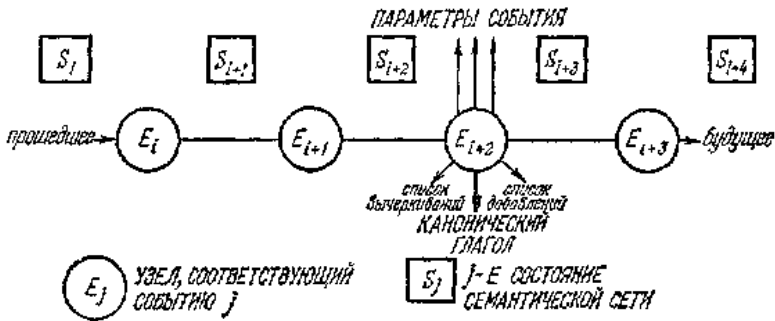 ПАРАМЕТРЫ СОБЫТИЯ
S_i S_{i+1} S_{i+2} S_{i+3} S_{i+4}
прошедшее E_i E_{i+1} E_{i+2} E_{i+3} будущее
список вычеркиваний
список добавлений
КАНОНИЧЕСКИЙ
ГЛАГОЛ
E_j УЗЕЛ, СООТВЕТСТВУЮЩИЙ
СОБЫТИЮ j
S_j j-Е СОСТОЯНИЕ
СЕМАНТИЧЕСКОЙ СЕТИ